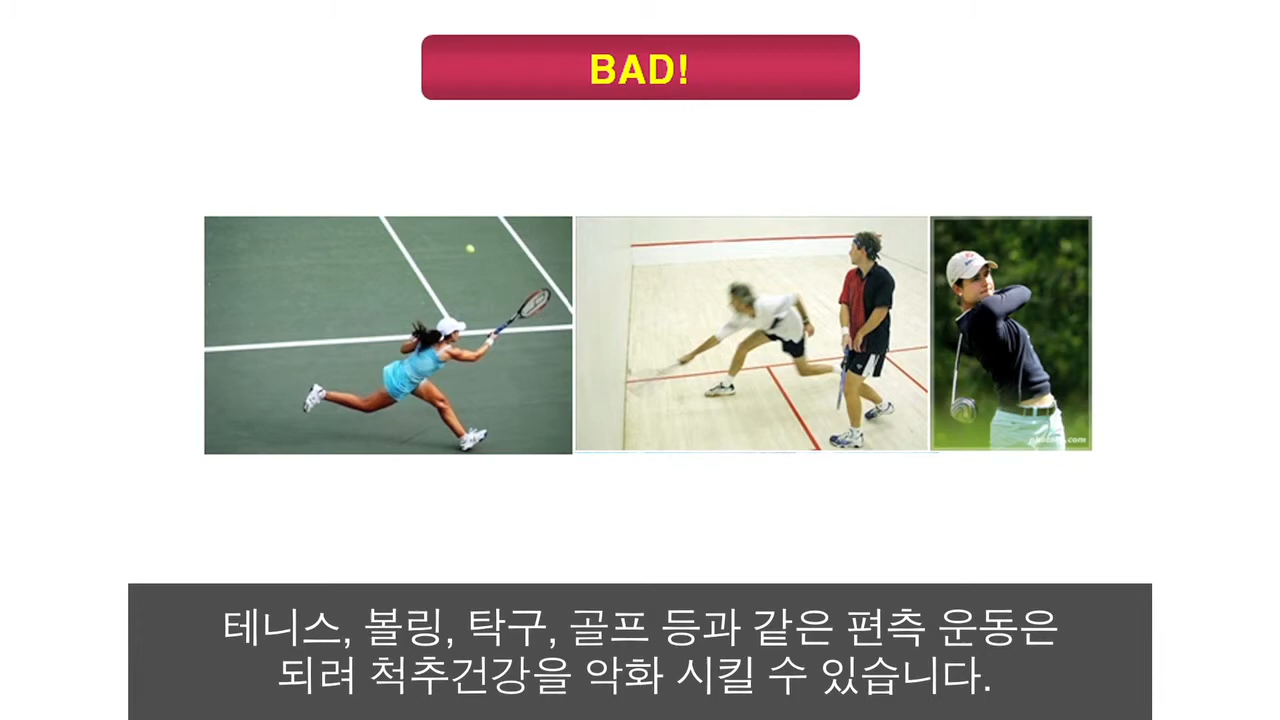 BAD!
테니스, 볼링, 탁구, 골프 등과 같은 편측 운동은
되려 척추건강을 악화 시킬 수 있습니다.